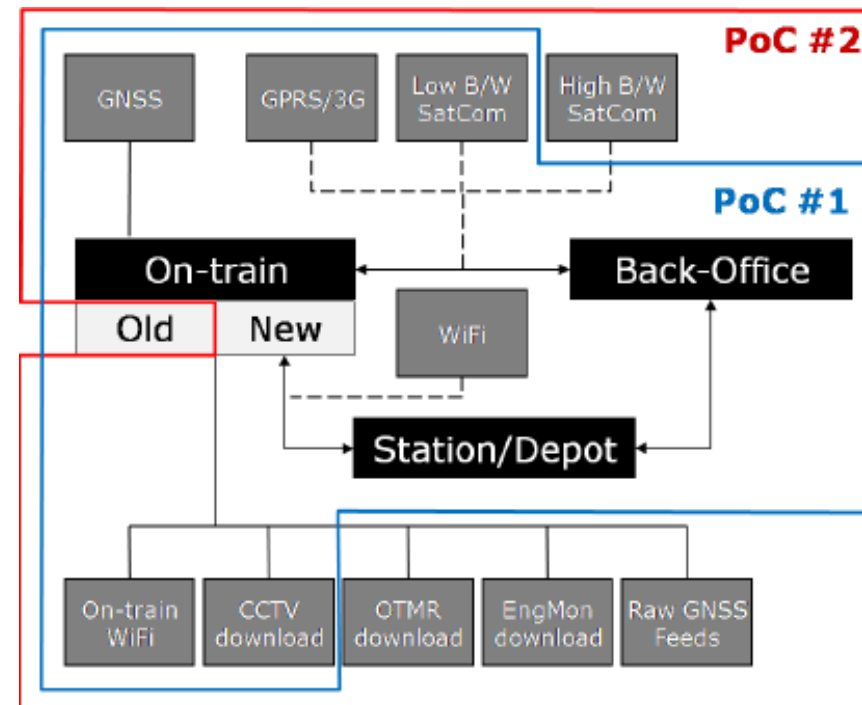 PoC #2
GNSS
GPRS/3G
Low B/W
SatCom
High B/W
SatCom
PoC #1
On-train
Back-Office
Old
New
WiFi
Station/Depot
On-train
WiFi
CCTV
download
OTMR
download
EngMon
download
Raw GNSS
Feeds